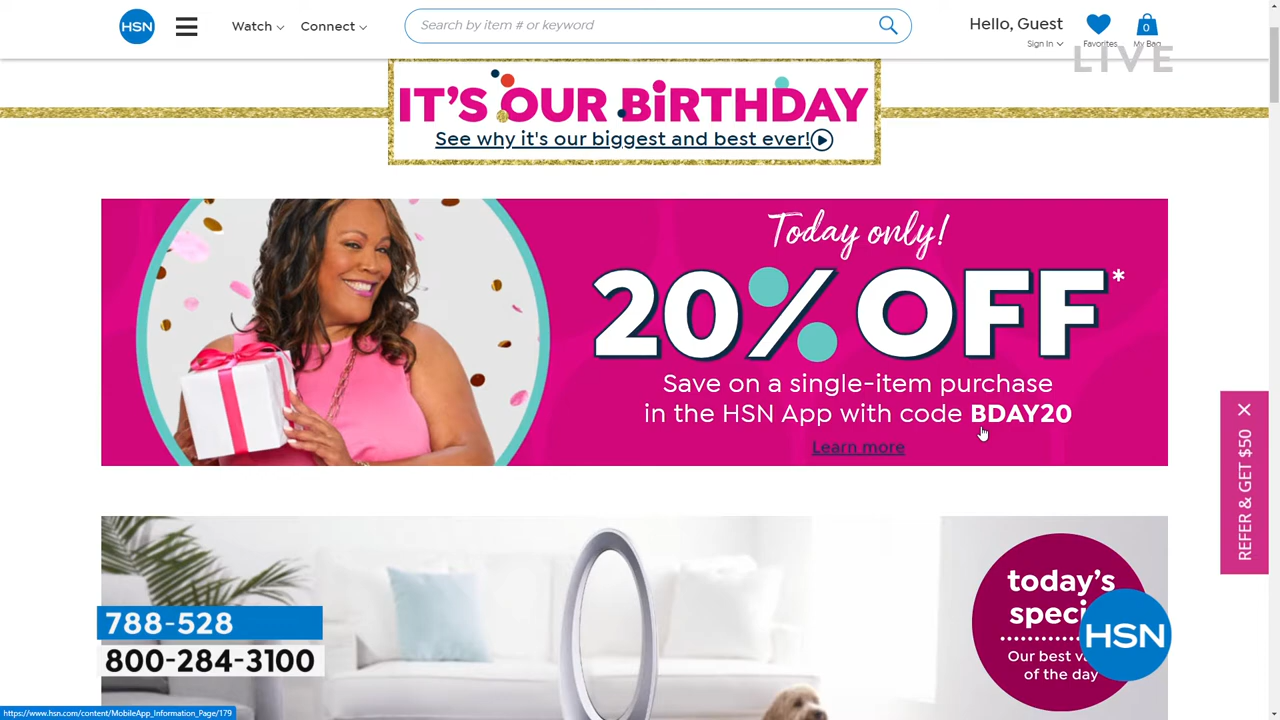 HSN
Watch
Connect
Search by item # or keyword
Hello, Guest
Sign In
Favorites
0
My Bag
LIVE
IT'S OUR BiRTHDAY
See why it's our biggest and best ever!
Today only!
20% OFF*
Save on a single-item purchase
in the HSN App with code BDAY20
Learn more
REFER & GET $50
today's
Our best
of the day
HSN
788-528
800-284-3100
https://www.hsn.com/content/MobileApp_Information_Page/179